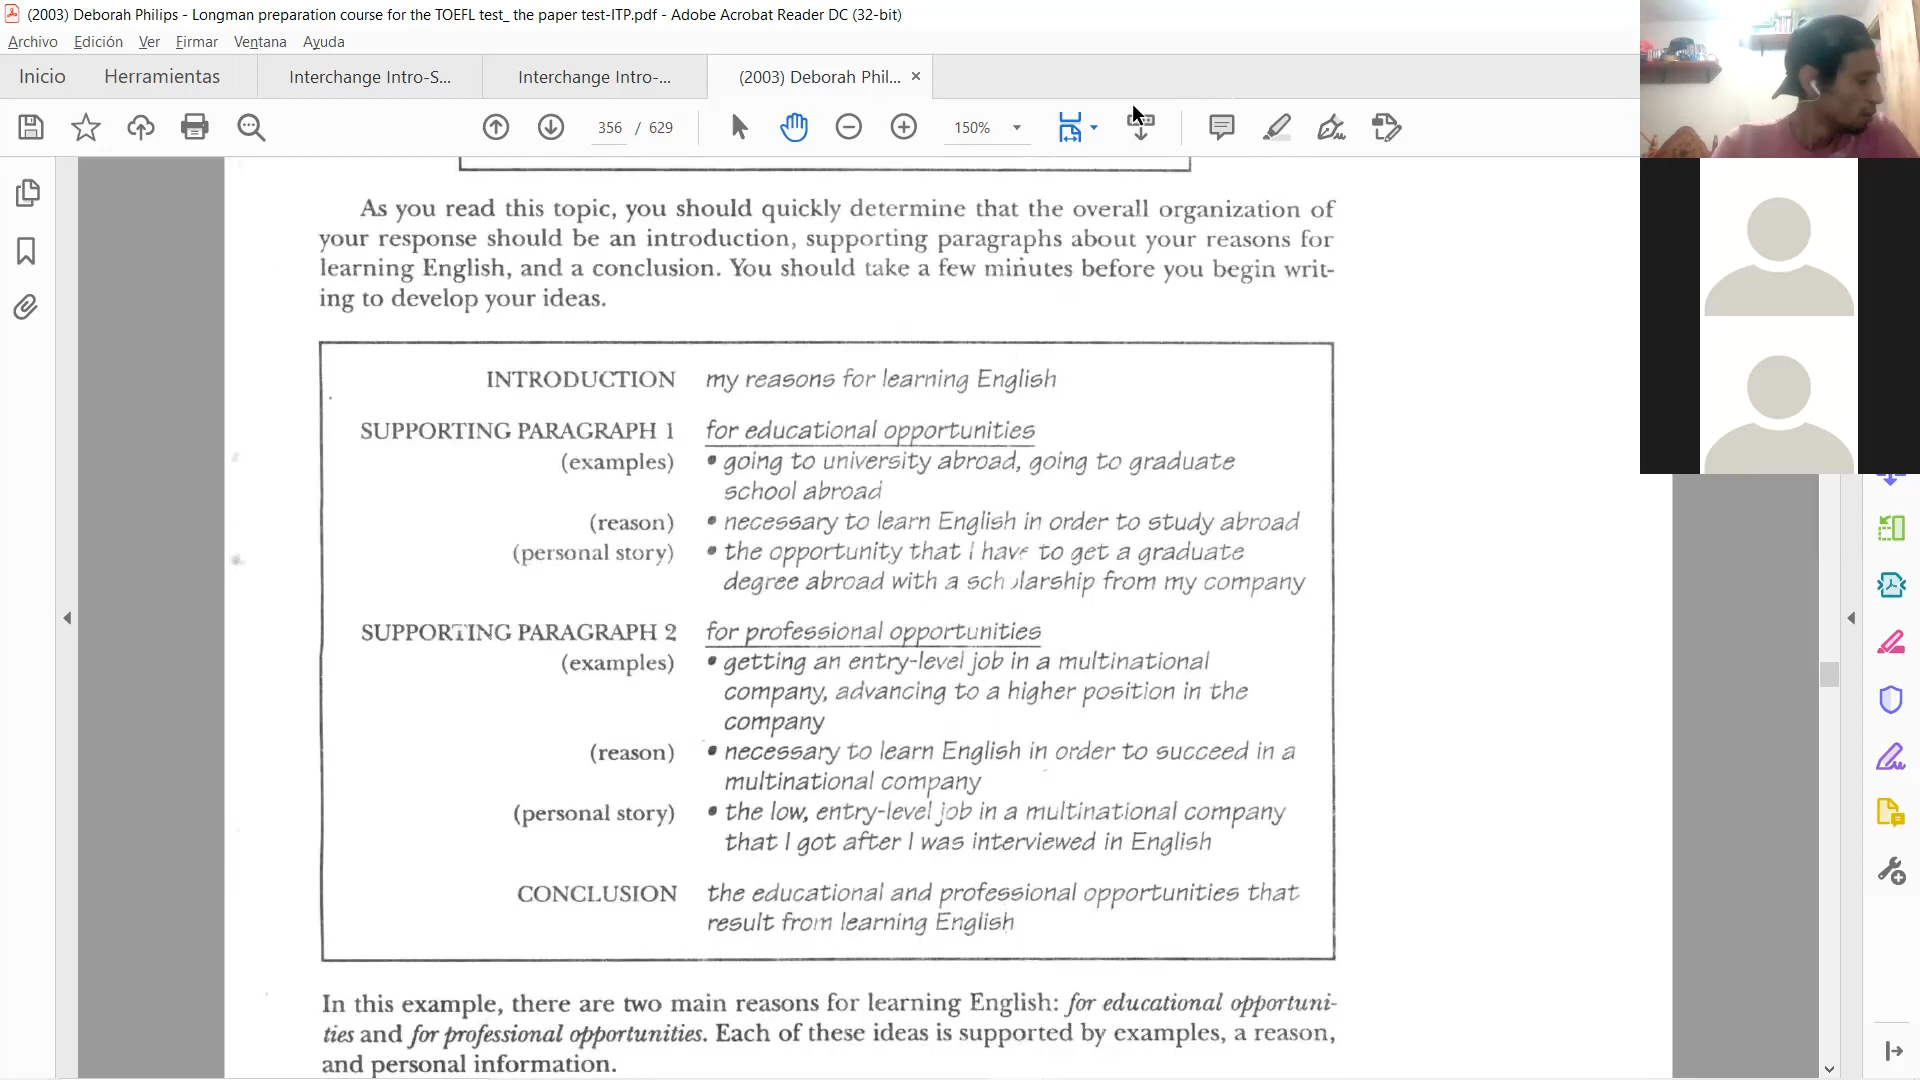 (2003) Deborah Philips - Longman preparation course for the TOEFL test_ the paper test-ITP.pdf - Adobe Acrobat Reader DC (32-bit)
Archivo Edición Ver Firmar Ventana Ayuda
Inicio Herramientas Interchange Intro-S... Interchange Intro-... (2003) Deborah Phil... ×
356 / 629 150%
As you read this topic, you should quickly determine that the overall organization of
your response should be an introduction, supporting paragraphs about your reasons for
learning English, and a conclusion. You should take a few minutes before you begin writ-
ing to develop your ideas.
INTRODUCTION my reasons for learning English
SUPPORTING PARAGRAPH 1 for educational opportunities
(examples) • going to university abroad, going to graduate
school abroad
(reason) • necessary to learn English in order to study abroad
(personal story) • the opportunity that I have to get a graduate
degree abroad with a scholarship from my company
SUPPORTING PARAGRAPH 2 for professional opportunities
(examples) • getting an entry-level job in a multinational
company, advancing to a higher position in the
company
(reason) • necessary to learn English in order to succeed in a
multinational company
(personal story) • the low, entry-level job in a multinational company
that I got after I was interviewed in English
CONCLUSION the educational and professional opportunities that
result from learning English
In this example, there are two main reasons for learning English: for educational opportuni-
ties and for professional opportunities. Each of these ideas is supported by examples, a reason,
and personal information.